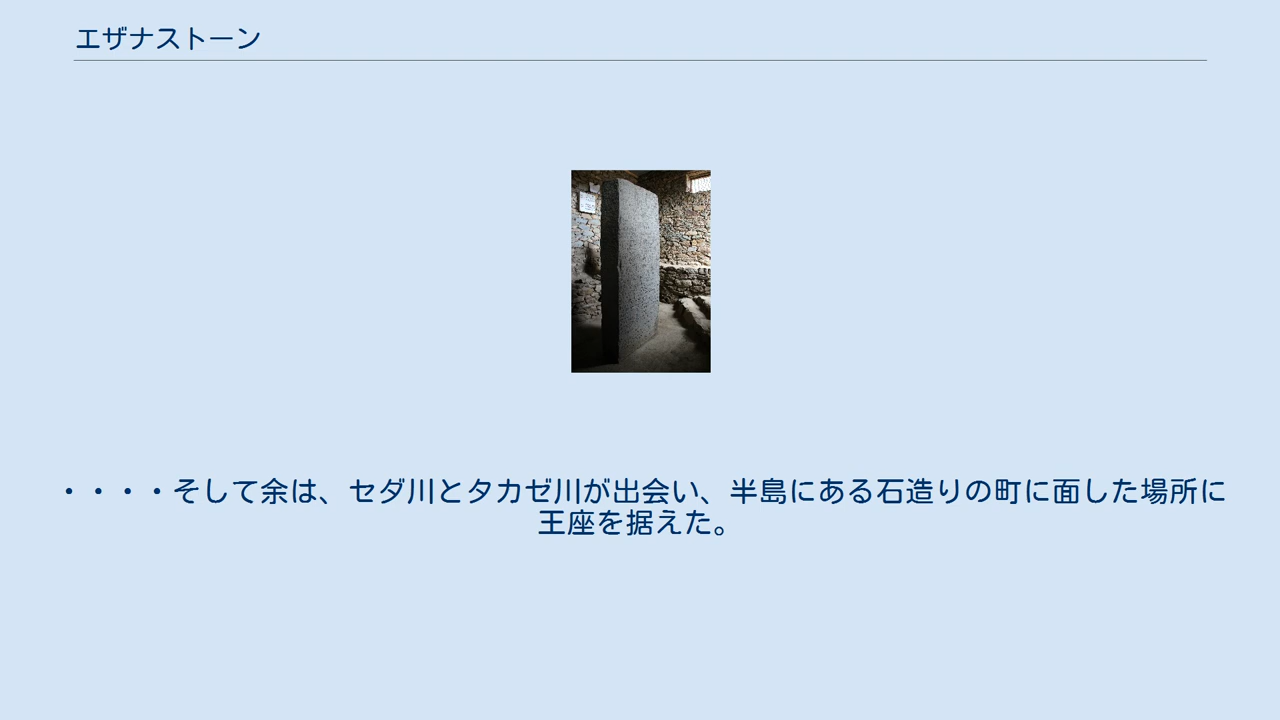 エザナストーン
・・・・そして余は、セダ川とタカゼ川が出会い、半島にある石造りの町に面した場所に
王座を据えた。